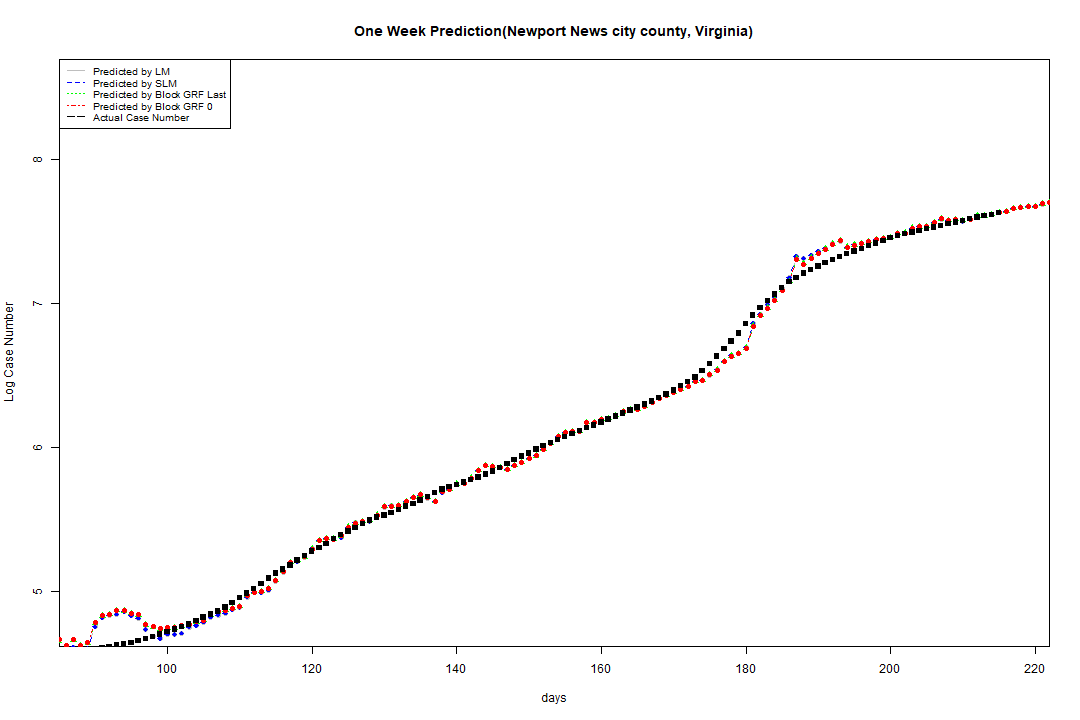 One Week Prediction(Newport News city county, Virginia)
Predicted by LM
Predicted by SLM
Predicted by Block GRF Last
Predicted by Block GRF 0
Actual Case Number
8
7
6
5
Log Case Number
100 120 140 160 180 200 220
days